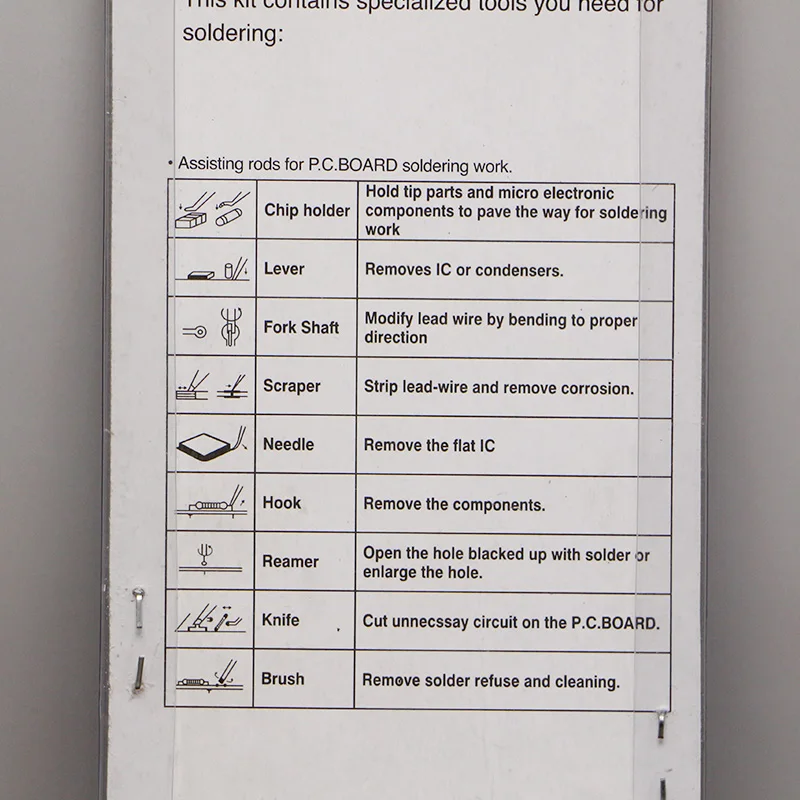 This kit contains specialized tools you need for
soldering:
• Assisting rods for P.C.BOARD soldering work.
Chip holder
Hold tip parts and micro electronic
components to pave the way for soldering
work
Lever
Removes IC or condensers.
Fork Shaft
Modify lead wire by bending to proper
direction
Scraper
Strip lead-wire and remove corrosion.
Needle
Remove the flat IC
Hook
Remove the components.
Reamer
Open the hole blacked up with solder or
enlarge the hole.
Knife
Cut unnecssay circuit on the P.C.BOARD.
Brush
Remove solder refuse and cleaning.